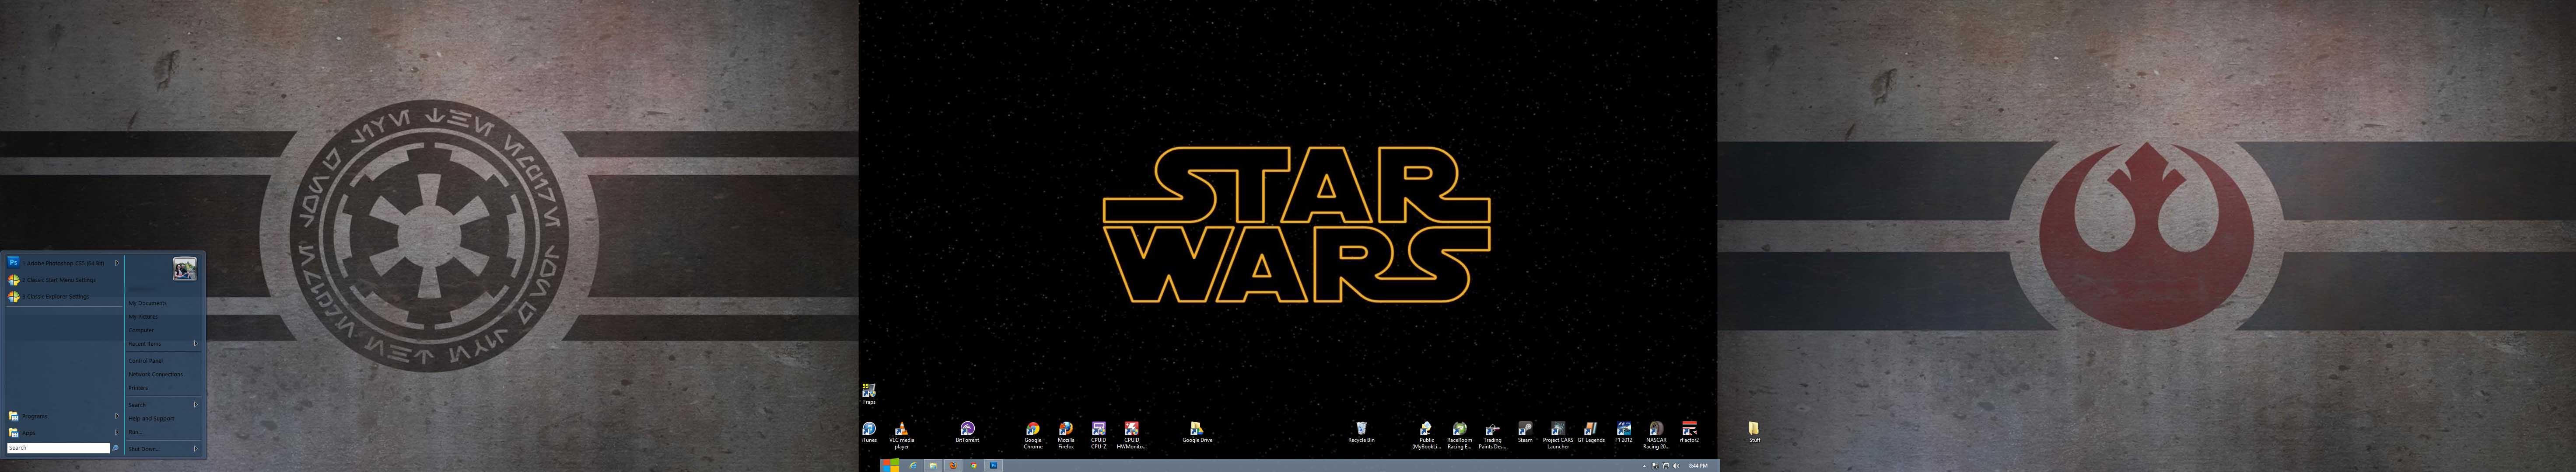 STAR
WARS
1 Adobe Photoshop CS5 (64 Bit)
2 Classic Start Menu Settings
3 Classic Explorer Settings
Programs
Apps
Search
My Documents
My Pictures
Computer
Recent Items
Control Panel
Network Connections
Printers
Search
Help and Support
Run...
Shut Down...
Fraps
iTunes
VLC media
player
BitTorrent
Google
Chrome
Mozilla
Firefox
CPUID
CPU-Z
CPUID
HWMonito...
Google Drive
Recycle Bin
Public
(MyBookLi...
RaceRoom
Racing E...
Trading
Paints Des...
Steam
Project CARS
Launcher
GT Legends
F1 2012
NASCAR
Racing 20...
rFactor2
Stuff
8:44 PM